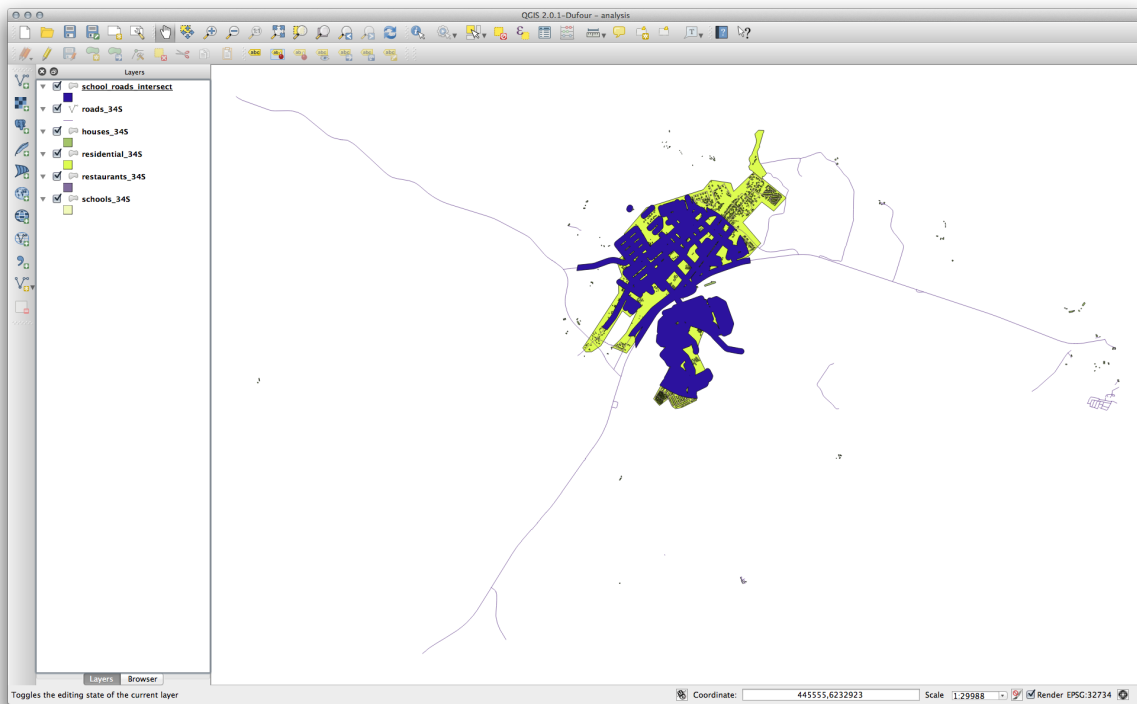 QGIS 2.0.1-Dufour - analysis
Layers
school_roads_intersect
roads_34S
houses_34S
residential_34S
restaurants_34S
schools_34S
Layers Browser
Toggles the editing state of the current layer
Coordinate: 445555,6232923 Scale 1:29988 Render EPSG:32734